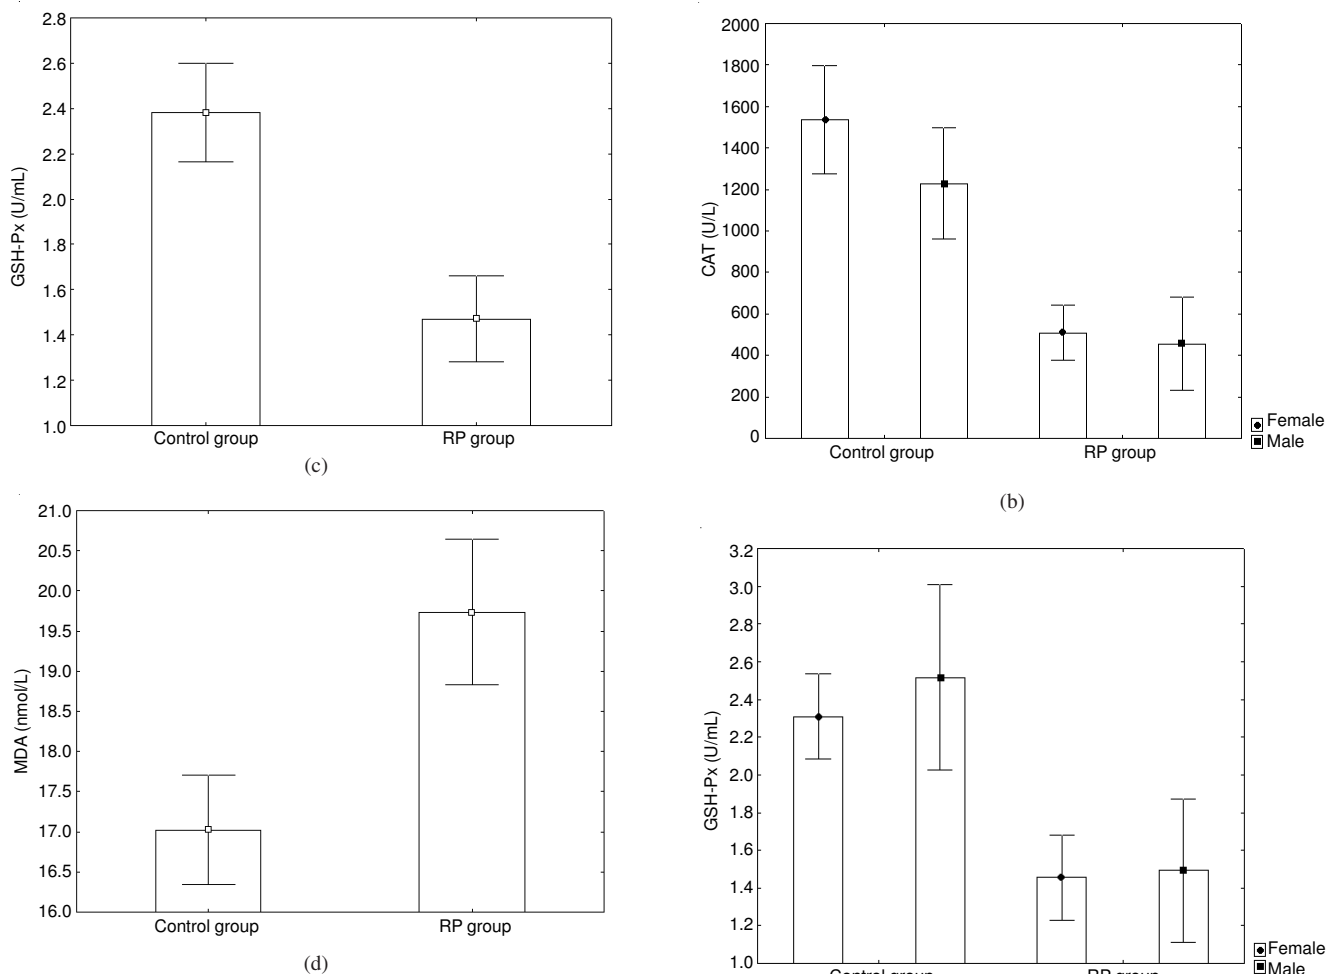 2.8
2.6
2.4
2.2
2.0
1.8
1.6
1.4
1.2
1.0
GSH-Px (U/mL)
Control group
RP group
(c)
2000
1800
1600
1400
1200
1000
800
600
400
200
0
CAT (U/L)
Control group
RP group
Female
Male
(b)
21.0
20.5
20.0
19.5
19.0
18.5
18.0
17.5
17.0
16.5
16.0
MDA (nmol/L)
Control group
RP group
(d)
3.2
3.0
2.8
2.6
2.4
2.2
2.0
1.8
1.6
1.4
1.2
1.0
GSH-Px (U/mL)
Control group
RP group
Female
Male